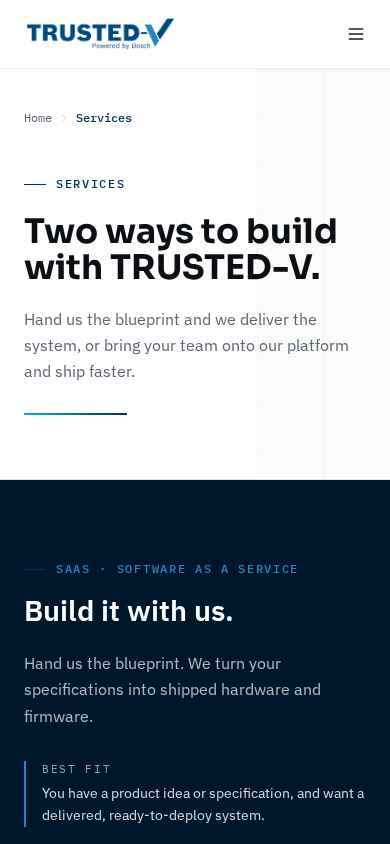 TRUSTED-V
Powered by Bosch
Home > Services
SERVICES
Two ways to build
with TRUSTED-V.
Hand us the blueprint and we deliver the
system, or bring your team onto our platform
and ship faster.
SAAS · SOFTWARE AS A SERVICE
Build it with us.
Hand us the blueprint. We turn your
specifications into shipped hardware and
firmware.
BEST FIT
You have a product idea or specification, and want a
delivered, ready-to-deploy system.